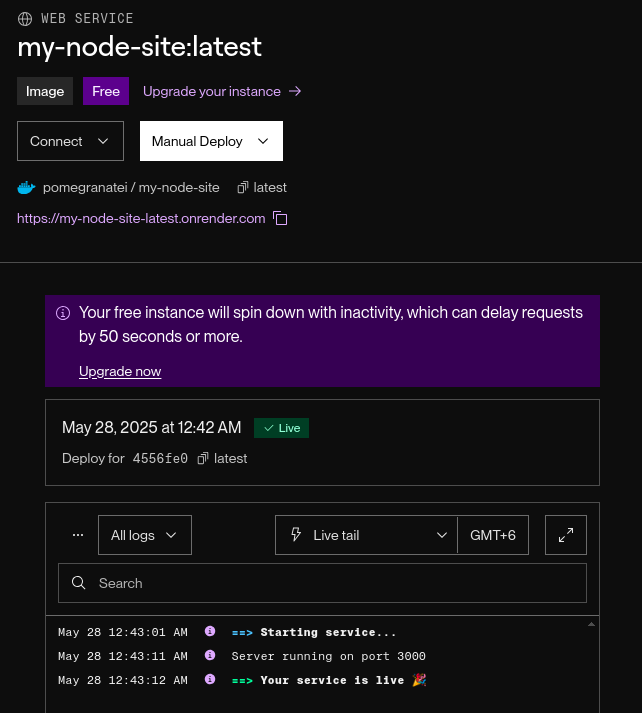 WEB SERVICE
my-node-site:latest
Image Free Upgrade your instance →
Connect Manual Deploy
pomegranatei / my-node-site latest
https://my-node-site-latest.onrender.com
Your free instance will spin down with inactivity, which can delay requests
by 50 seconds or more.
Upgrade now
May 28, 2025 at 12:42 AM ✓ Live
Deploy for 4556fe0 latest
... All logs Live tail GMT+6
Search
May 28 12:43:01 AM ==> Starting service...
May 28 12:43:11 AM Server running on port 3000
May 28 12:43:12 AM ==> Your service is live 🎉